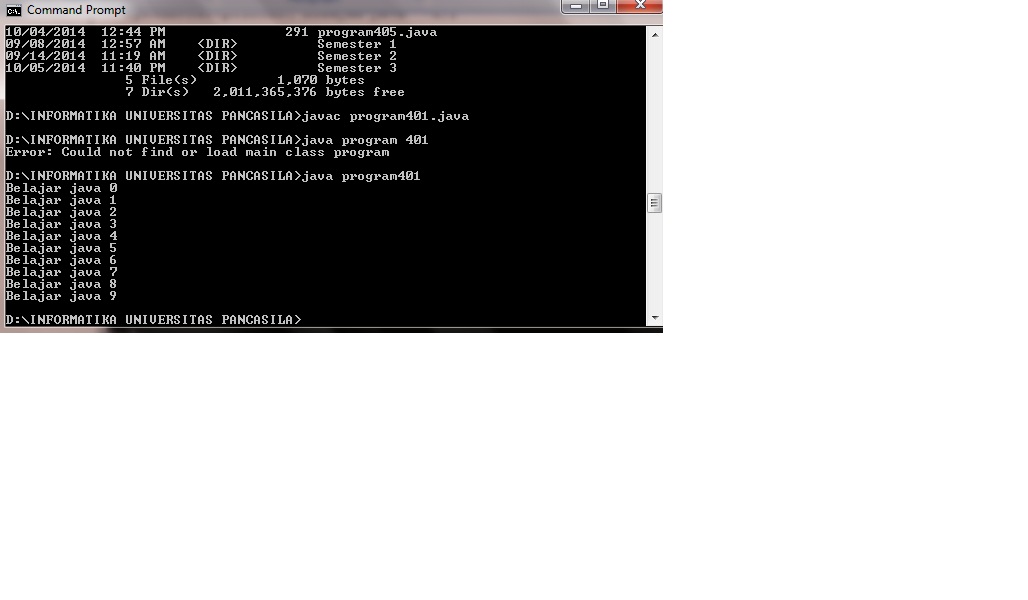 Command Prompt
10/04/2014  12:44 PM               291 program405.java
09/08/2014  12:57 AM    <DIR>          Semester 1
09/14/2014  11:19 AM    <DIR>          Semester 2
10/05/2014  11:40 PM    <DIR>          Semester 3
               5 File(s)          1,070 bytes
               7 Dir(s)   2,011,365,376 bytes free
D:\INFORMATIKA UNIVERSITAS PANCASILA>javac program401.java
D:\INFORMATIKA UNIVERSITAS PANCASILA>java program 401
Error: Could not find or load main class program
D:\INFORMATIKA UNIVERSITAS PANCASILA>java program401
Belajar java 0
Belajar java 1
Belajar java 2
Belajar java 3
Belajar java 4
Belajar java 5
Belajar java 6
Belajar java 7
Belajar java 8
Belajar java 9
D:\INFORMATIKA UNIVERSITAS PANCASILA>